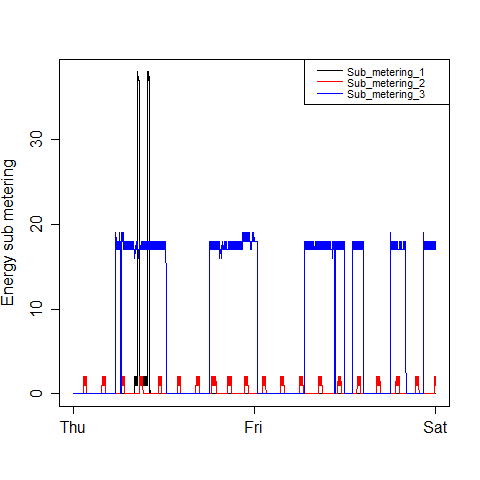 Sub_metering_1
Sub_metering_2
Sub_metering_3
Energy sub metering
30
20
10
0
Thu Fri Sat